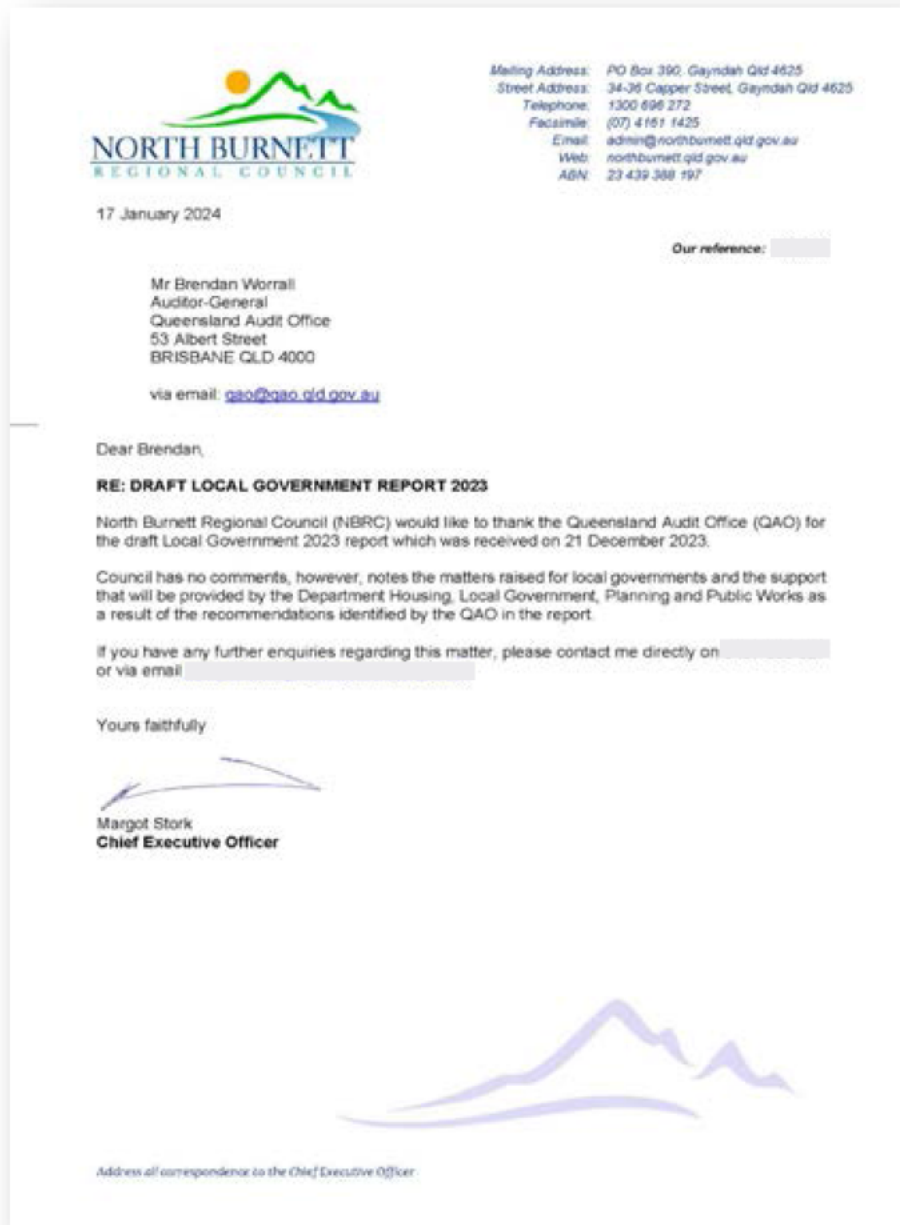 NORTH BURNETT
REGIONAL COUNCIL
Mailing Address: PO Box 390, Gayndah Qld 4625
Street Address: 34-36 Capper Street, Gayndah Qld 4625
Telephone: 1300 696 272
Facsimile: (07) 4161 1425
Email: admin@northburnett.qld.gov.au
Web: northburnett.qld.gov.au
ABN: 23 439 388 197
17 January 2024
Our reference:
Mr Brendan Worrall
Auditor-General
Queensland Audit Office
53 Albert Street
BRISBANE QLD 4000
via email: qao@qao.qld.gov.au
Dear Brendan,
RE: DRAFT LOCAL GOVERNMENT REPORT 2023
North Burnett Regional Council (NBRC) would like to thank the Queensland Audit Office (QAO) for
the draft Local Government 2023 report which was received on 21 December 2023.
Council has no comments, however, notes the matters raised for local governments and the support
that will be provided by the Department Housing, Local Government, Planning and Public Works as
a result of the recommendations identified by the QAO in the report.
If you have any further enquiries regarding this matter, please contact me directly on
or via email
Yours faithfully
Margot Stork
Chief Executive Officer
Address all correspondence to the Chief Executive Officer